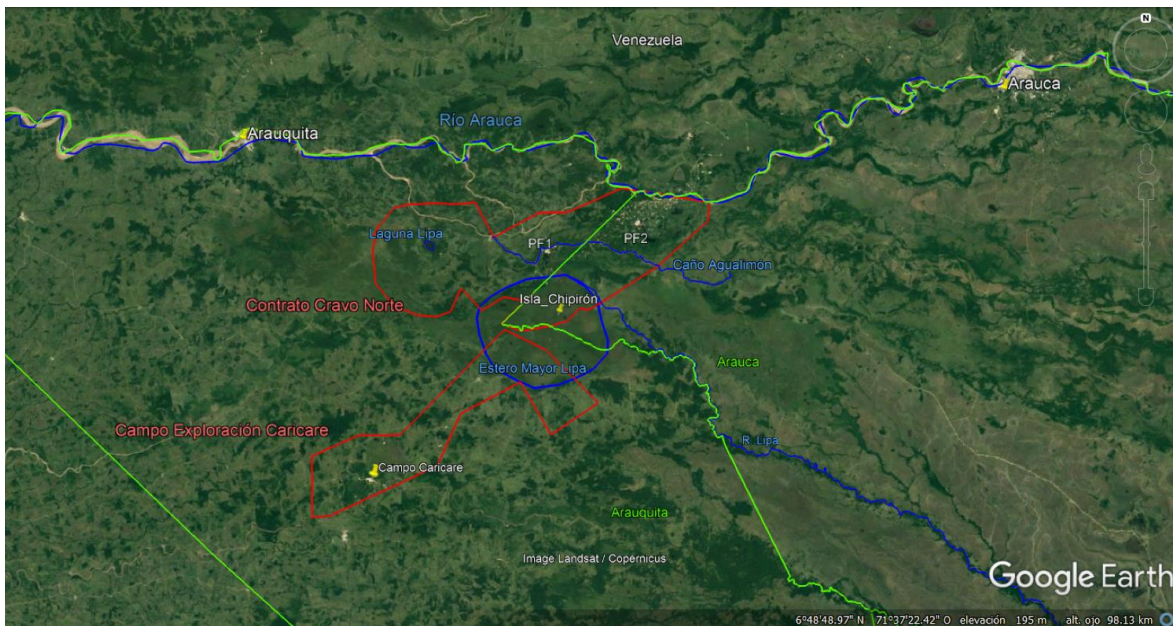 N
Venezuela
Arauca
Río Arauca
Arauquita
Laguna Lipa
PF1
PF2
Caño Agualimón
Isla_Chipirón
Contrato Cravo Norte
Estero Mayor Lipa
Arauca
Campo Exploración Caricare
R. Lipa
Campo Caricare
Arauquita
Image Landsat / Copernicus
Google Earth
6°48'48.97" N 71°37'22.42" O elevación 195 m alt. ojo 98.13 km